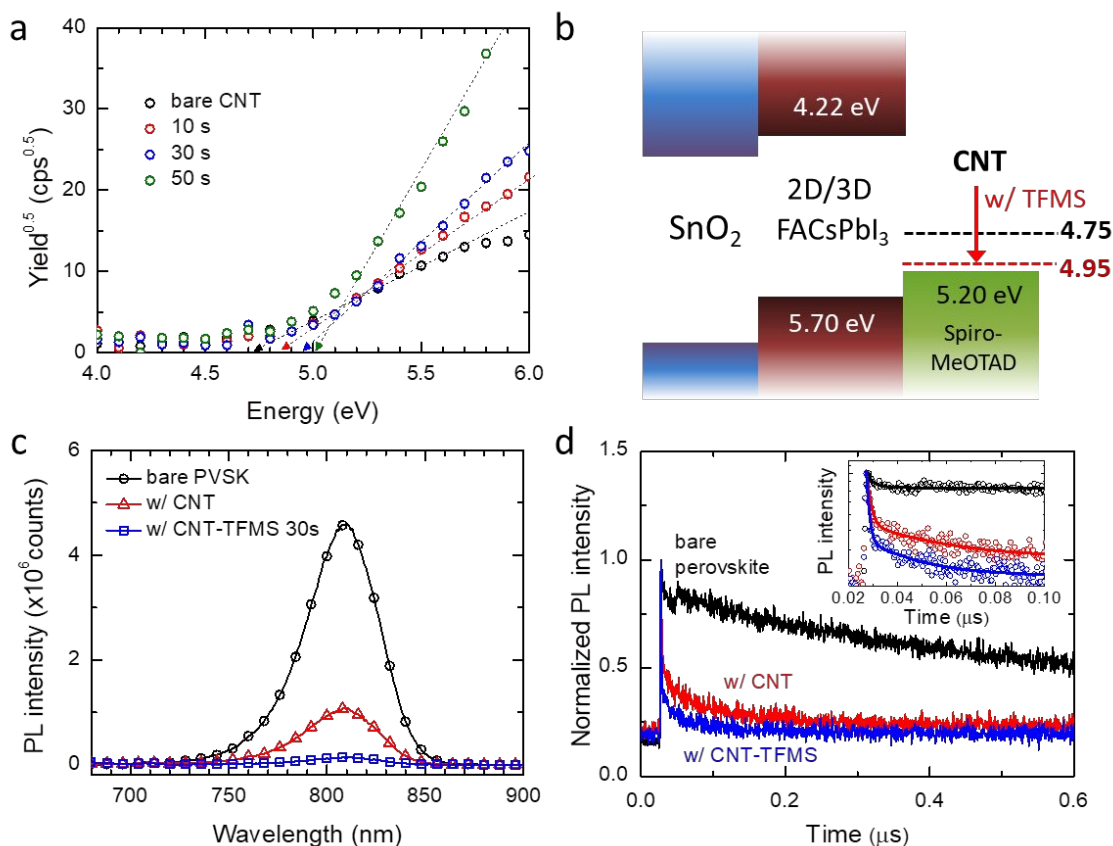 a
Yield^0.5 (cps^0.5)
40
30
20
10
0
bare CNT
10 s
30 s
50 s
4.0 4.5 5.0 5.5 6.0
Energy (eV)
b
4.22 eV
CNT
w/ TFMS
2D/3D
FACsPbI₃
SnO₂
4.75
4.95
5.70 eV
5.20 eV
Spiro-
MeOTAD
c
PL intensity (x10⁶ counts)
6
4
2
0
bare PVSK
w/ CNT
w/ CNT-TFMS 30s
700 750 800 850 900
Wavelength (nm)
d
Normalized PL intensity
1.5
1.0
0.5
0.0
bare
perovskite
w/ CNT
w/ CNT-TFMS
0.0 0.2 0.4 0.6
Time (μs)
PL intensity
0.02 0.04 0.06 0.08 0.10
Time (μs)